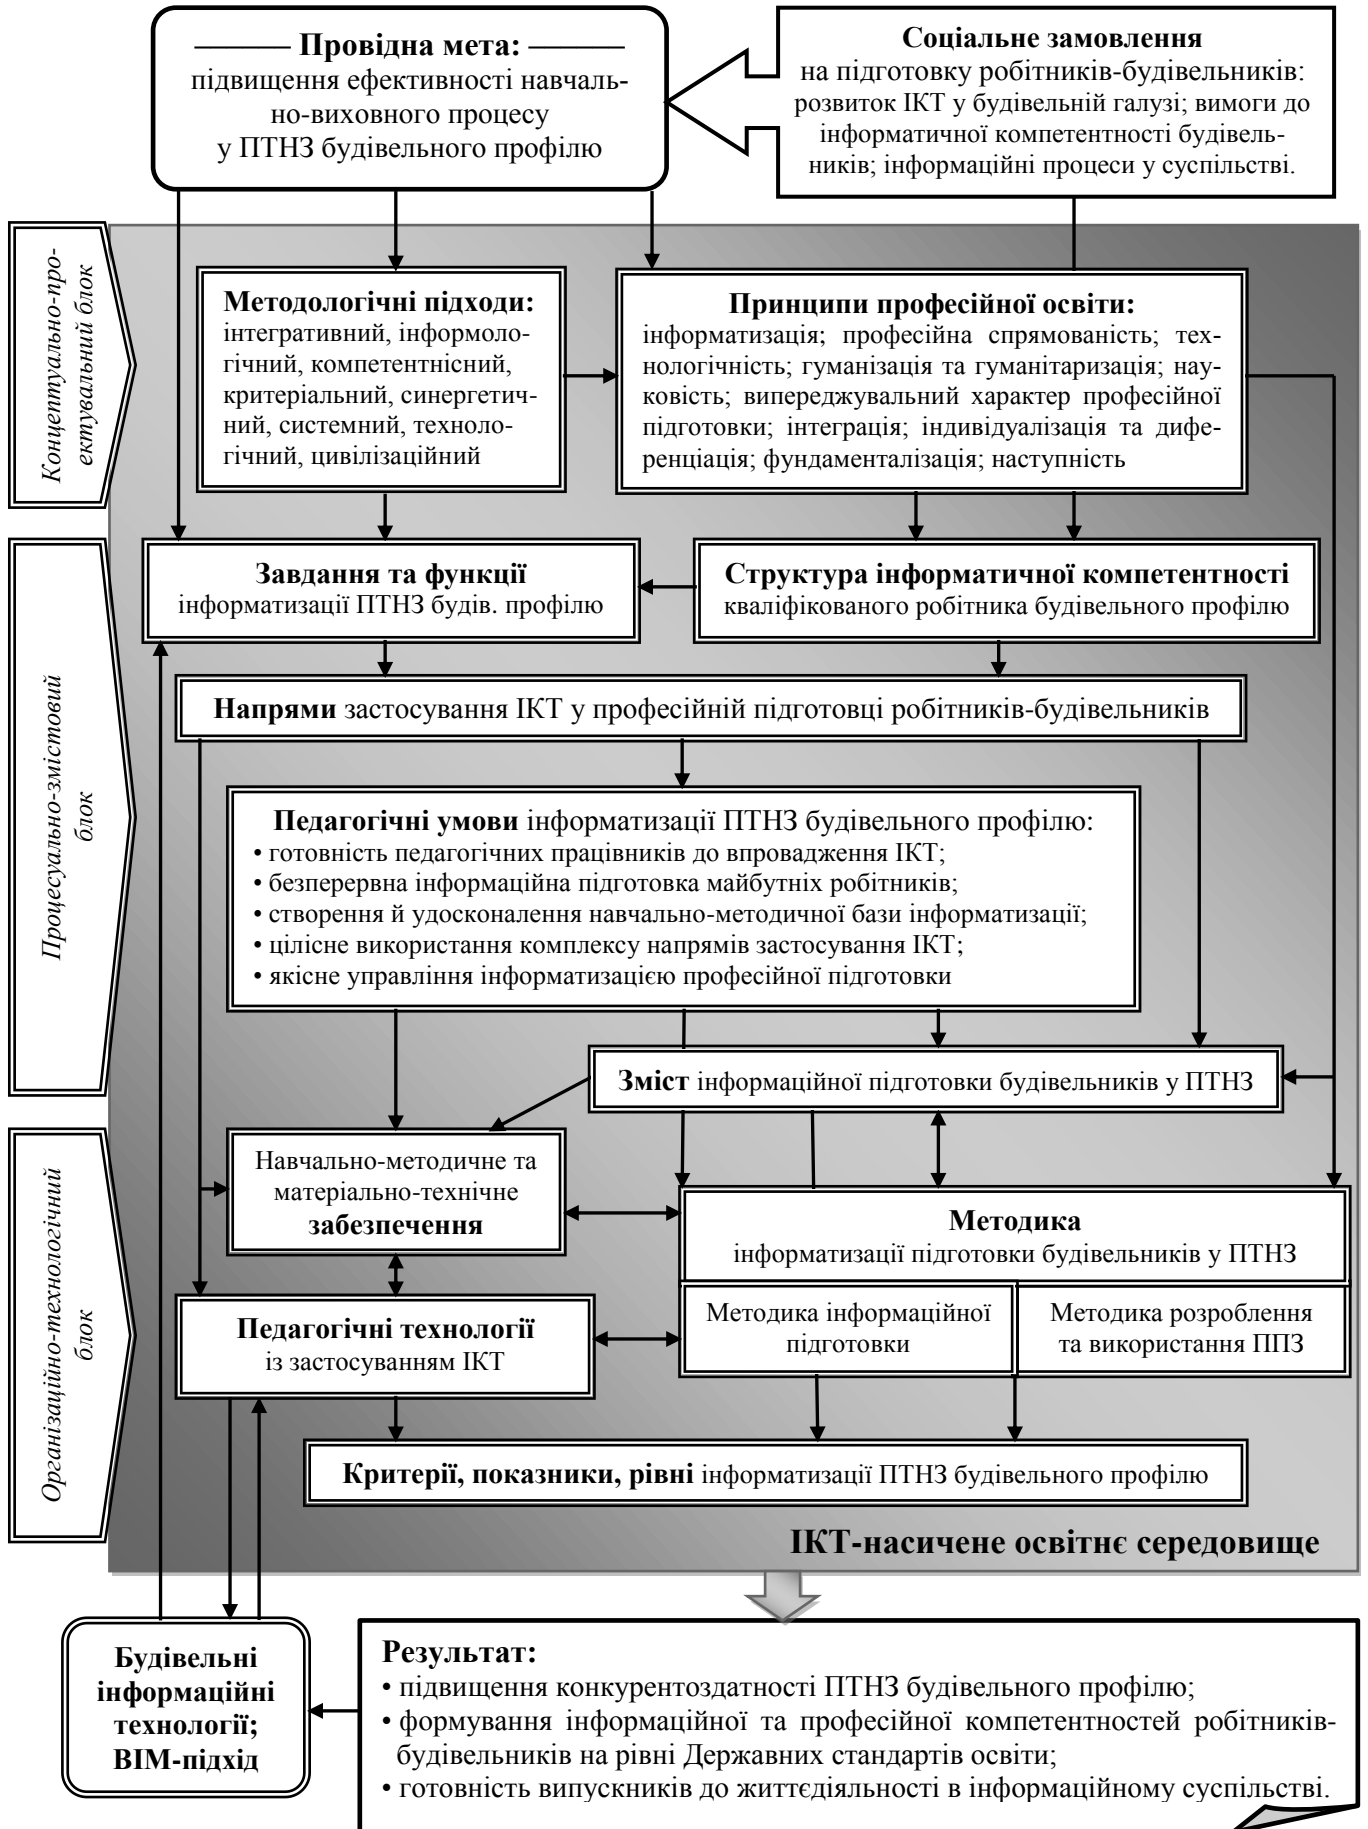 Провідна мета:
підвищення ефективності навчаль-
но-виховного процесу
у ПТНЗ будівельного профілю
Соціальне замовлення
на підготовку робітників-будівельників:
розвиток ІКТ у будівельній галузі; вимоги до
інформатичної компетентності будівель-
ників; інформаційні процеси у суспільстві.
Концептуально-про-
ектувальний блок
Методологічні підходи:
інтегративний, інформоло-
гічний, компетентнісний,
критеріальний, синергетич-
ний, системний, техноло-
гічний, цивілізаційний
Принципи професійної освіти:
інформатизація; професійна спрямованість; тех-
нологічність; гуманізація та гуманітаризація; нау-
ковість; випереджувальний характер професійної
підготовки; інтеграція; індивідуалізація та дифе-
ренціація; фундаменталізація; наступність
Процесуально-змістовий
блок
Завдання та функції
інформатизації ПТНЗ будів. профілю
Структура інформатичної компетентності
кваліфікованого робітника будівельного профілю
Напрями застосування ІКТ у професійній підготовці робітників-будівельників
Педагогічні умови інформатизації ПТНЗ будівельного профілю:
• готовність педагогічних працівників до впровадження ІКТ;
• безперервна інформаційна підготовка майбутніх робітників;
• створення й удосконалення навчально-методичної бази інформатизації;
• цілісне використання комплексу напрямів застосування ІКТ;
• якісне управління інформатизацією професійної підготовки
Зміст інформаційної підготовки будівельників у ПТНЗ
Організаційно-технологічний
блок
Навчально-методичне та
матеріально-технічне
забезпечення
Методика
інформатизації підготовки будівельників у ПТНЗ
Методика інформаційної
підготовки
Методика розроблення
та використання ППЗ
Педагогічні технології
із застосуванням ІКТ
Критерії, показники, рівні інформатизації ПТНЗ будівельного профілю
ІКТ-насичене освітнє середовище
Будівельні
інформаційні
технології;
BIM-підхід
Результат:
• підвищення конкурентоздатності ПТНЗ будівельного профілю;
• формування інформаційної та професійної компетентностей робітників-
будівельників на рівні Державних стандартів освіти;
• готовність випускників до життєдіяльності в інформаційному суспільстві.